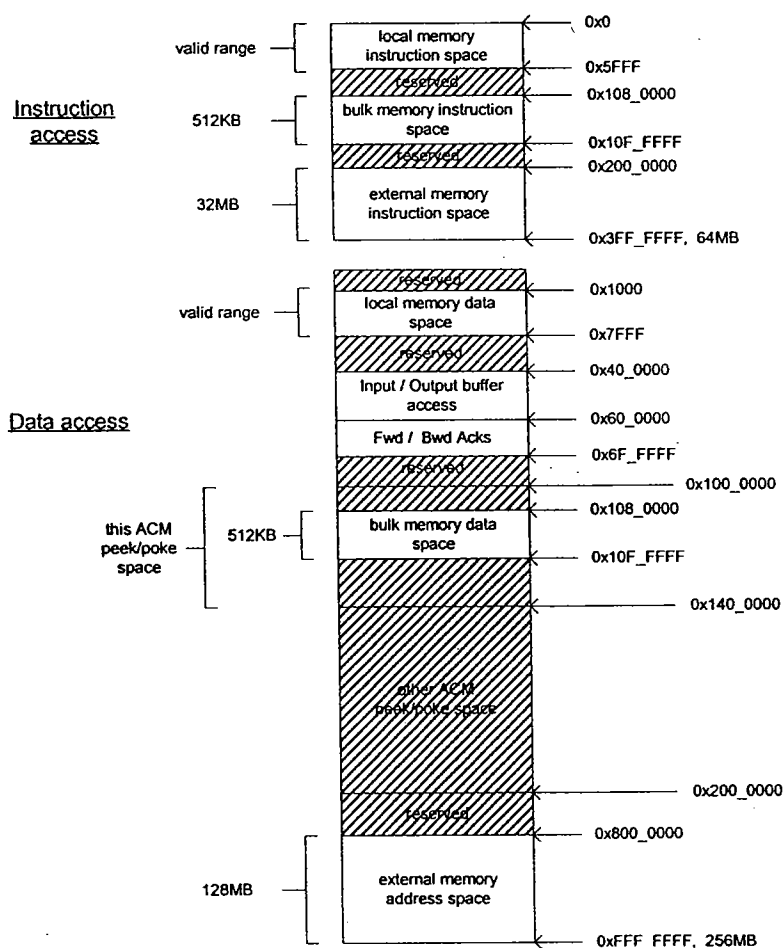 0x0
valid range
local memory
instruction space
0x5FFF
reserved
0x108_0000
Instruction
access
512KB
bulk memory instruction
space
0x10F_FFFF
reserved
0x200_0000
32MB
external memory
instruction space
0x3FF_FFFF, 64MB
reserved
0x1000
valid range
local memory data
space
0x7FFF
reserved
0x40_0000
Input / Output buffer
access
Data access
0x60_0000
Fwd / Bwd Acks
0x6F_FFFF
reserved
0x100_0000
0x108_0000
this ACM
peek/poke
space
512KB
bulk memory data
space
0x10F_FFFF
0x140_0000
other ACM
peek/poke space
0x200_0000
reserved
0x800_0000
128MB
external memory
address space
0xFFF_FFFF, 256MB